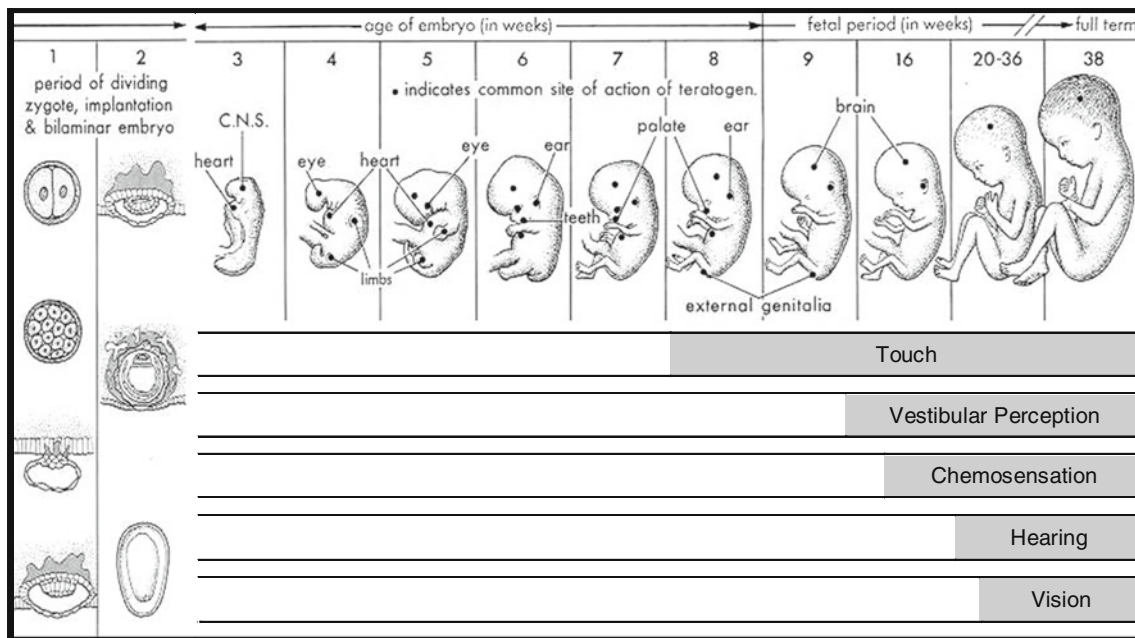 age of embryo (in weeks)
fetal period (in weeks)
full term
1
2
3
4
5
6
7
8
9
16
20-36
38
period of dividing
zygote, implantation
& bilaminar embryo
• indicates common site of action of teratogen.
C.N.S.
heart
eye
heart
limbs
eye
ear
teeth
palate
ear
brain
external genitalia
Touch
Vestibular Perception
Chemosensation
Hearing
Vision